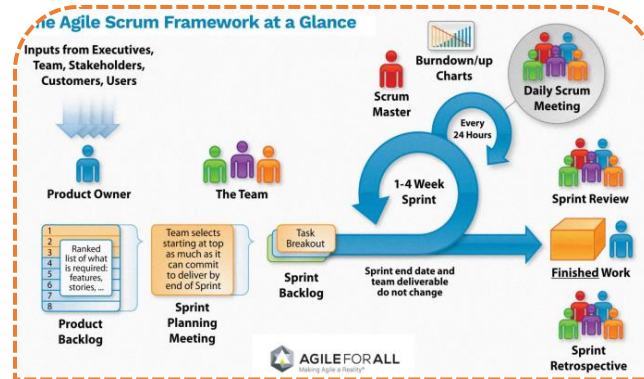 he Agile Scrum Framework at a Glance
Inputs from Executives,
Team, Stakeholders,
Customers, Users
Product Owner
The Team
Scrum
Master
Burndown/up
Charts
Daily Scrum
Meeting
Every
24 Hours
1-4 Week
Sprint
Sprint Review
1
2
3
4
5
6
7
8
Ranked
list of what
is required:
features,
stories, ...
Product
Backlog
Team selects
starting at top
as much as it
can commit
to deliver by
end of Sprint
Sprint
Planning
Meeting
Task
Breakout
Sprint
Backlog
Sprint end date and
team deliverable
do not change
Finished Work
Sprint
Retrospective
AGILEFORALL
Making Agile a Reality®